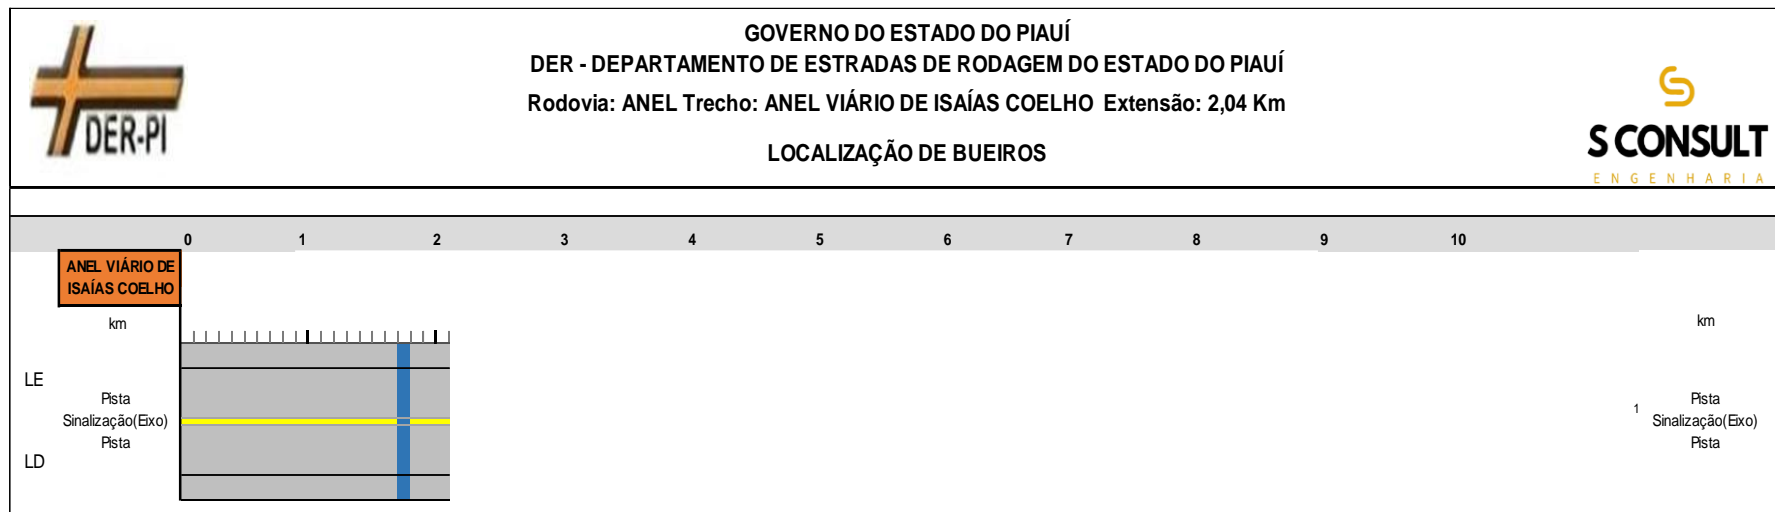 GOVERNO DO ESTADO DO PIAUÍ
DER - DEPARTAMENTO DE ESTRADAS DE RODAGEM DO ESTADO DO PIAUÍ
Rodovia: ANEL Trecho: ANEL VIÁRIO DE ISAÍAS COELHO Extensão: 2,04 Km
LOCALIZAÇÃO DE BUEIROS
DER-PI
S CONSULT
ENGENHARIA
0 1 2 3 4 5 6 7 8 9 10
ANEL VIÁRIO DE
ISAÍAS COELHO
km km
LE
Pista Pista
Sinalização(Eixo) 1 Sinalização(Eixo)
Pista Pista
LD